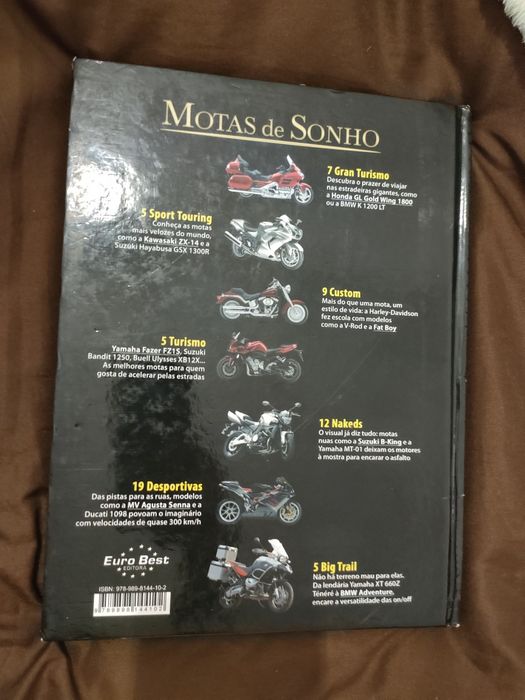 MOTAS de SONHO
7 Gran Turismo
Descubra o prazer de viajar
nas estradeiras gigantes, como
a Honda GL Gold Wing 1800
ou a BMW K 1200 LT
5 Sport Touring
Conheça as motas
mais velozes do mundo,
como a Kawasaki ZX-14 e a
Suzuki Hayabusa GSX 1300R
9 Custom
Mais do que uma mota, um
estilo de vida: a Harley-Davidson
fez escola com modelos
como a V-Rod e a Fat Boy
5 Turismo
Yamaha Fazer FZ1S, Suzuki
Bandit 1250, Buell Ulysses XB12X...
As melhores motas para quem
gosta de acelerar pelas estradas
12 Nakeds
O visual já diz tudo: motas
nuas como a Suzuki B-King e a
Yamaha MT-01 deixam os motores
à mostra para encarar o asfalto
19 Desportivas
Das pistas para as ruas, modelos
como a MV Agusta Senna e a
Ducati 1098 povoam o imaginário
com velocidades de quase 300 km/h
5 Big Trail
Não há terreno mau para elas.
Da lendária Yamaha XT 660Z
Ténéré à BMW Adventure,
encare a versatilidade das on/off
Euro Best
EDITORA
ISBN: 978-989-8144-10-2
9789898144102